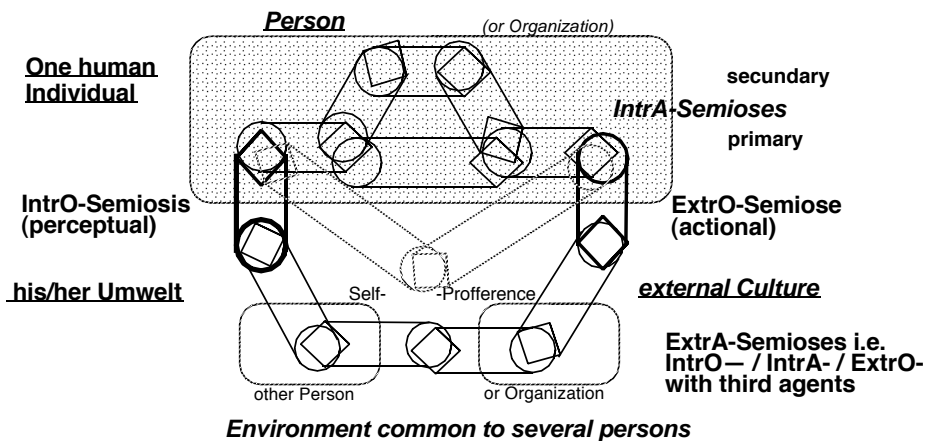 Person
(or Organization)
One human
Individual
secundary
IntrA-Semioses
primary
IntrO-Semiosis
(perceptual)
ExtrO-Semiose
(actional)
his/her Umwelt
Self- -Profference
external Culture
ExtrA-Semioses i.e.
IntrO— / IntrA- / ExtrO-
with third agents
other Person
or Organization
Environment common to several persons